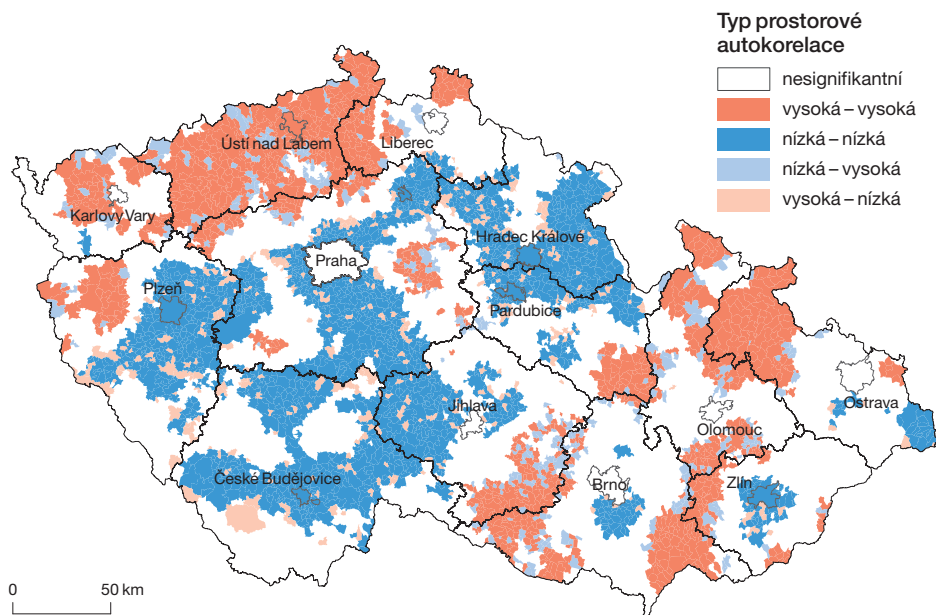 Typ prostorové
autokorelace
nesignifikantní
vysoká – vysoká
nízká – nízká
nízká – vysoká
vysoká – nízká
Ústí nad Labem
Liberec
Karlovy Vary
Hradec Králové
Praha
Plzeň
Pardubice
Jihlava
Ostrava
Olomouc
České Budějovice
Brno
Zlín
0 50 km